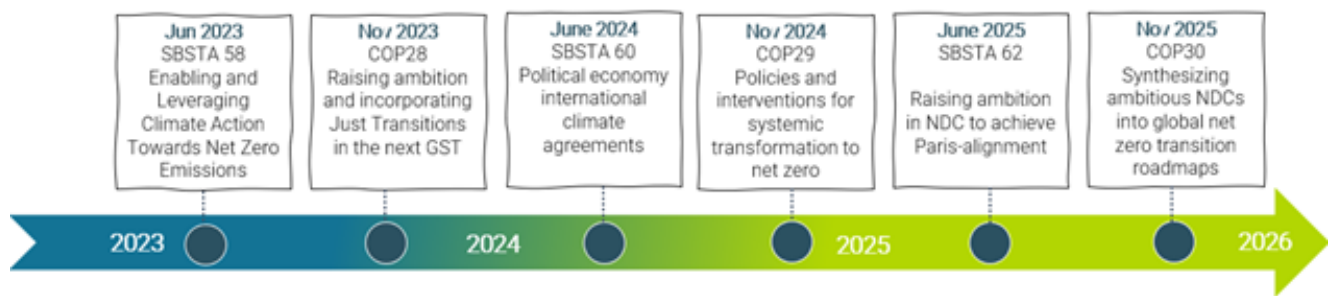 Jun 2023
SBSTA 58
Enabling and
Leveraging
Climate Action
Towards Net Zero
Emissions
Nov 2023
COP28
Raising ambition
and incorporating
Just Transitions
in the next GST
June 2024
SBSTA 60
Political economy
international
climate
agreements
Nov 2024
COP29
Policies and
interventions for
systemic
transformation to
net zero
June 2025
SBSTA 62
Raising ambition
in NDC to achieve
Paris-alignment
Nov 2025
COP30
Synthesizing
ambitious NDCs
into global net
zero transition
roadmaps
2023
2024
2025
2026